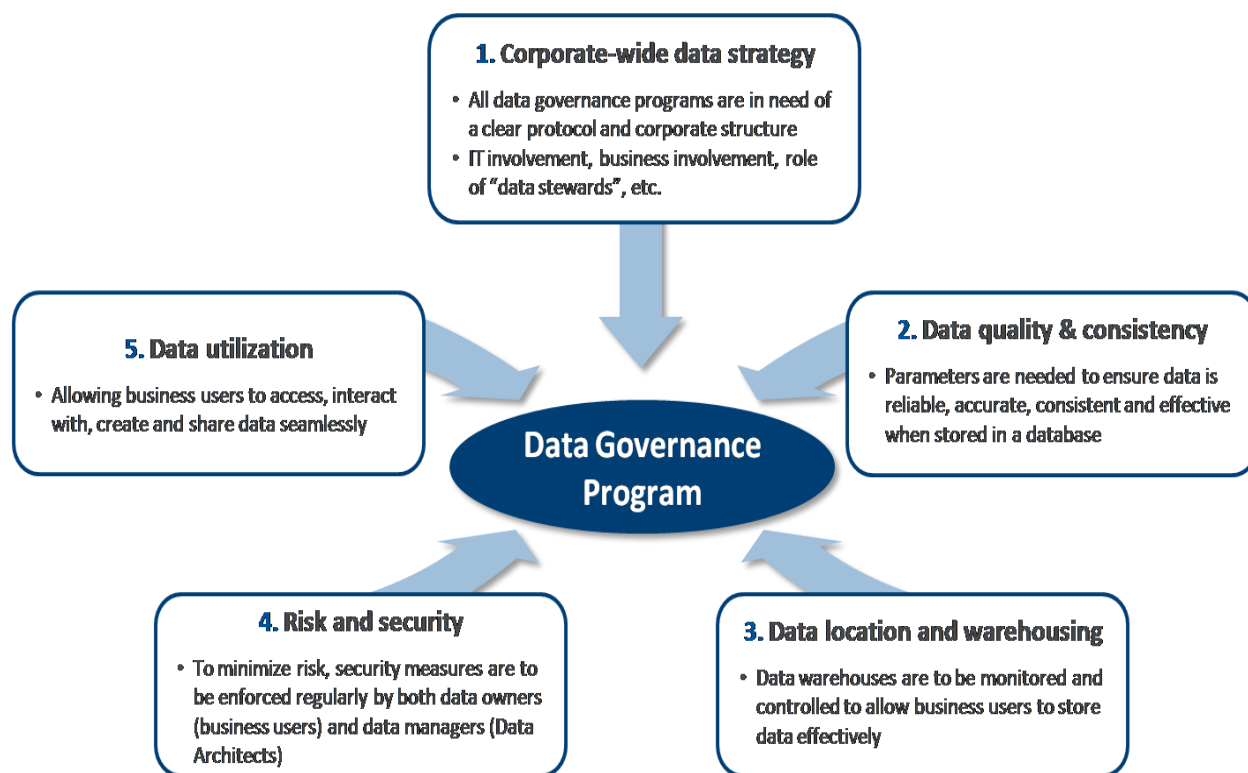 1. Corporate-wide data strategy
• All data governance programs are in need of
a clear protocol and corporate structure
• IT involvement, business involvement, role
of “data stewards”, etc.
2. Data quality & consistency
• Parameters are needed to ensure data is
reliable, accurate, consistent and effective
when stored in a database
3. Data location and warehousing
• Data warehouses are to be monitored and
controlled to allow business users to store
data effectively
4. Risk and security
• To minimize risk, security measures are to
be enforced regularly by both data owners
(business users) and data managers (Data
Architects)
5. Data utilization
• Allowing business users to access, interact
with, create and share data seamlessly
Data Governance
Program